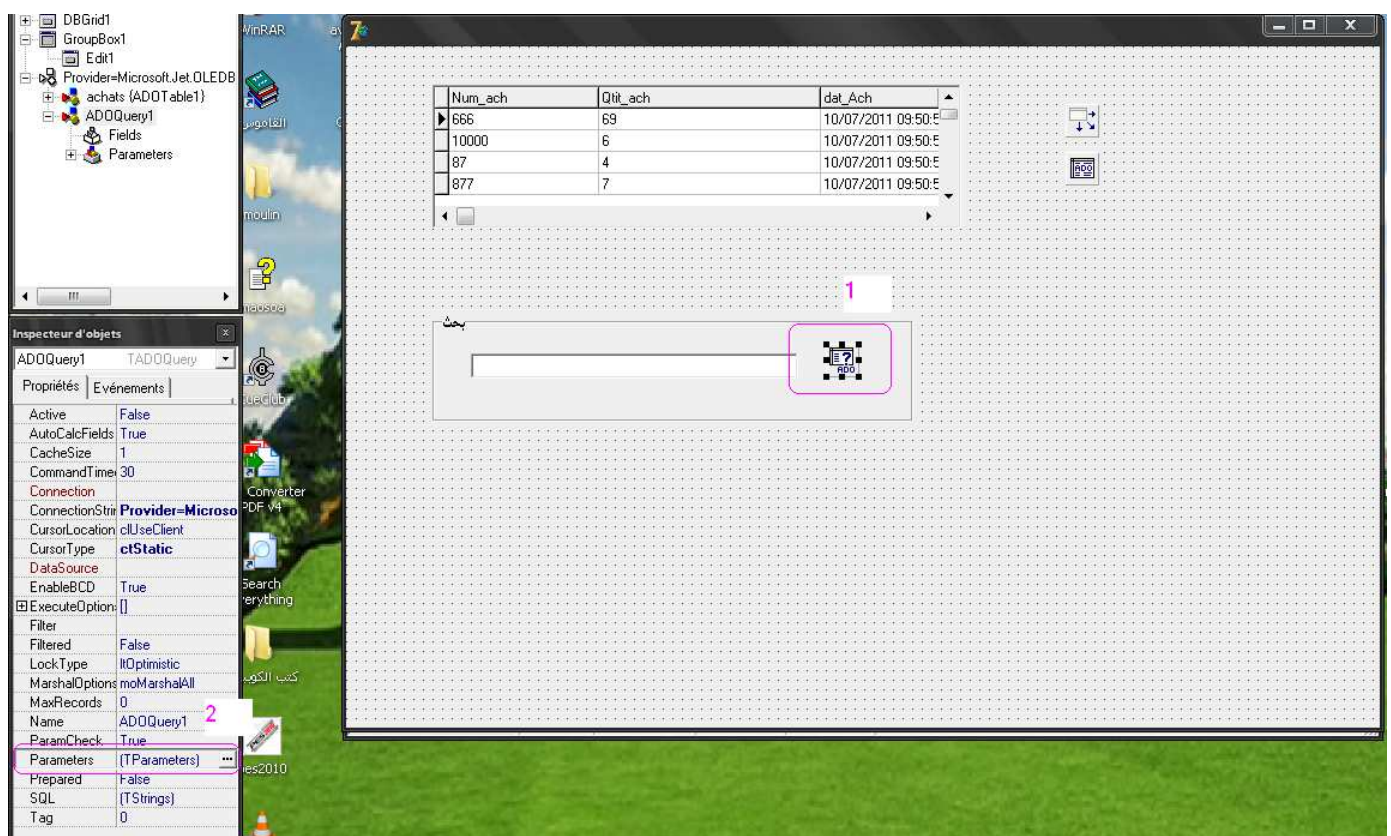 DBGrid1
GroupBox1
Edit1
Provider=Microsoft.Jet.OLEDB
achats {ADOTable1}
ADOQuery1
Fields
Parameters
WinRAR
القاموس
moulin
Converter
PDF v4
Search
كتب الكوب
pes2010
Inspecteur d'objets
ADOQuery1 TADOQuery
Propriétés Evénements
Active False
AutoCalcFields True
CacheSize 1
CommandTime 30
Connection
ConnectionStri Provider=Microso
CursorLocation clUseClient
CursorType ctStatic
DataSource
EnableBCD True
ExecuteOption: []
Filter
Filtered False
LockType ltOptimistic
MarshalOptions moMarshalAll
MaxRecords 0
Name ADOQuery1
ParamCheck True
Parameters (TParameters) ...
Prepared False
SQL (TStrings)
Tag 0
2
Num_ach Qtit_ach dat_Ach
666 69 10/07/2011 09:50:5
10000 6 10/07/2011 09:50:5
87 4 10/07/2011 09:50:5
877 7 10/07/2011 09:50:5
ADO
1
بحث
ADO